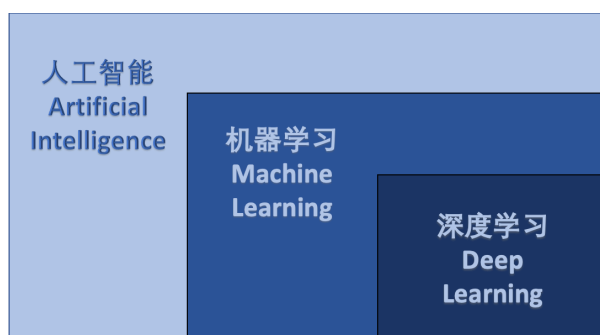 人工智能
Artificial
Intelligence
机器学习
Machine
Learning
深度学习
Deep
Learning